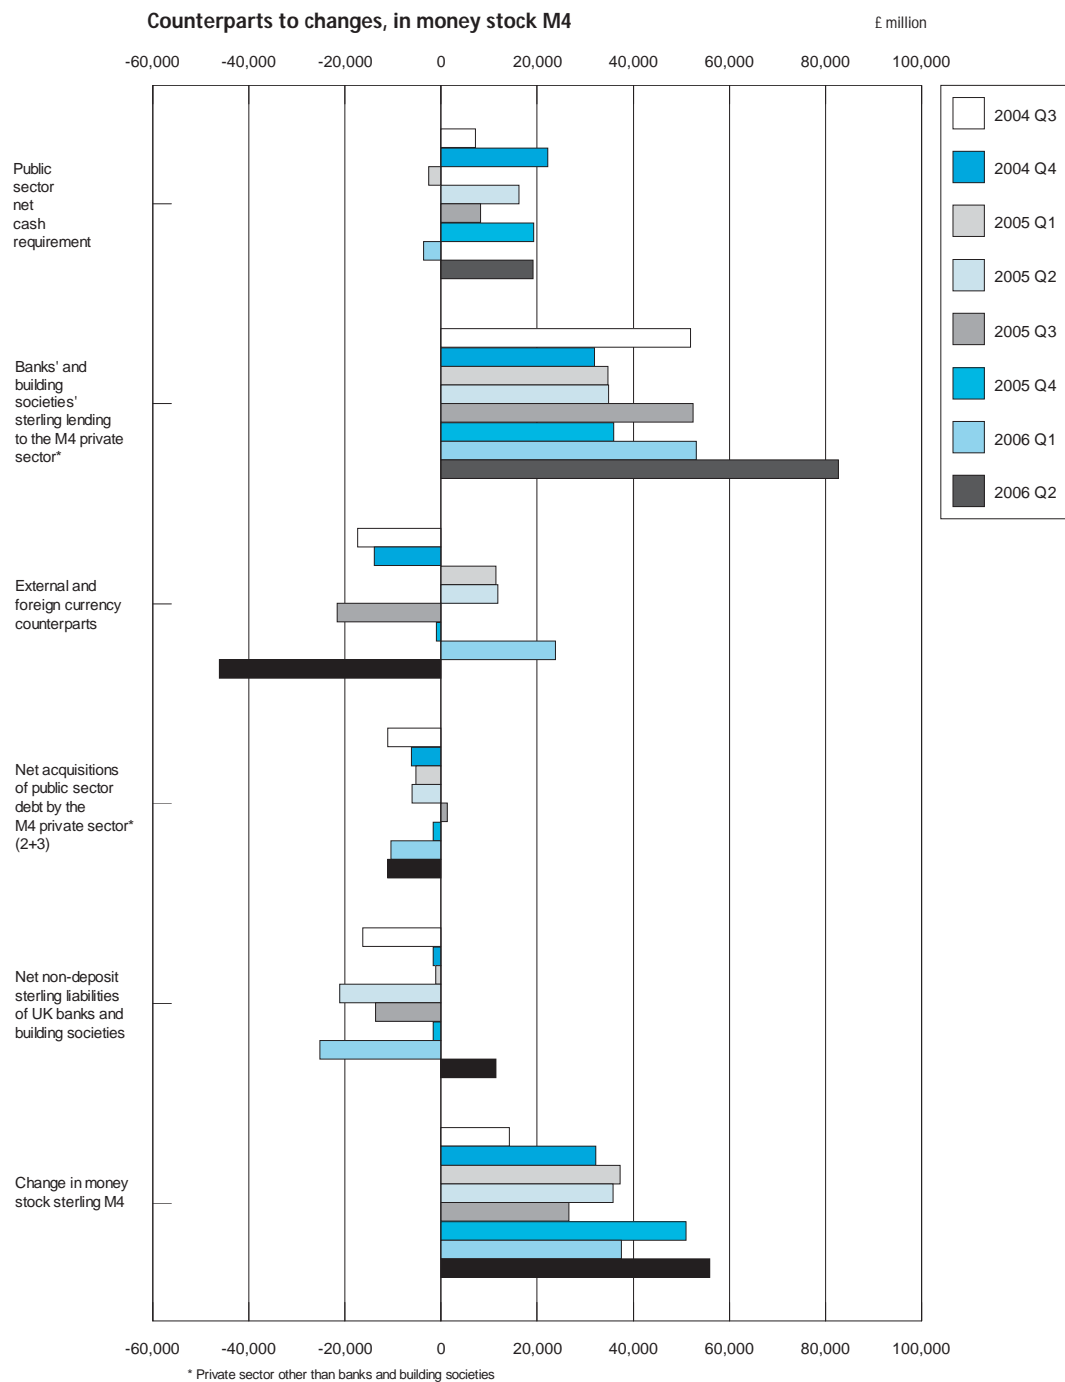 Counterparts to changes, in money stock M4
£ million
-60,000 -40,000 -20,000 0 20,000 40,000 60,000 80,000 100,000
2004 Q3
2004 Q4
2005 Q1
2005 Q2
2005 Q3
2005 Q4
2006 Q1
2006 Q2
Public
sector
net
cash
requirement
Banks' and
building
societies'
sterling lending
to the M4 private
sector*
External and
foreign currency
counterparts
Net acquisitions
of public sector
debt by the
M4 private sector*
(2+3)
Net non-deposit
sterling liabilities
of UK banks and
building societies
Change in money
stock sterling M4
-60,000 -40,000 -20,000 0 20,000 40,000 60,000 80,000 100,000
* Private sector other than banks and building societies